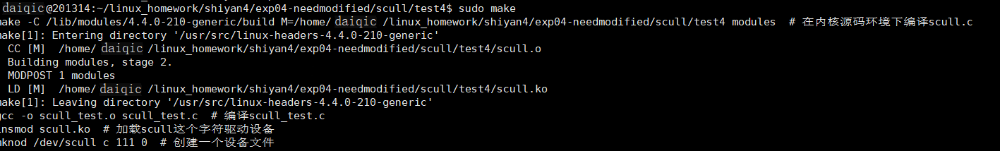 daiqic@201314:~/linux_homework/shiyan4/exp04-needmodified/scull/test4$ sudo make
make -C /lib/modules/4.4.0-210-generic/build M=/home/ daiqic /linux_homework/shiyan4/exp04-needmodified/scull/test4 modules  # 在内核源码环境下编译scull.c
make[1]: Entering directory '/usr/src/linux-headers-4.4.0-210-generic'
  CC [M]  /home/ daiqic /linux_homework/shiyan4/exp04-needmodified/scull/test4/scull.o
  Building modules, stage 2.
  MODPOST 1 modules
  LD [M]  /home/ daiqic /linux_homework/shiyan4/exp04-needmodified/scull/test4/scull.ko
make[1]: Leaving directory '/usr/src/linux-headers-4.4.0-210-generic'
gcc -o scull_test.o scull_test.c  # 编译scull_test.c
insmod scull.ko  # 加载scull这个字符驱动设备
mknod /dev/scull c 111 0  # 创建一个设备文件